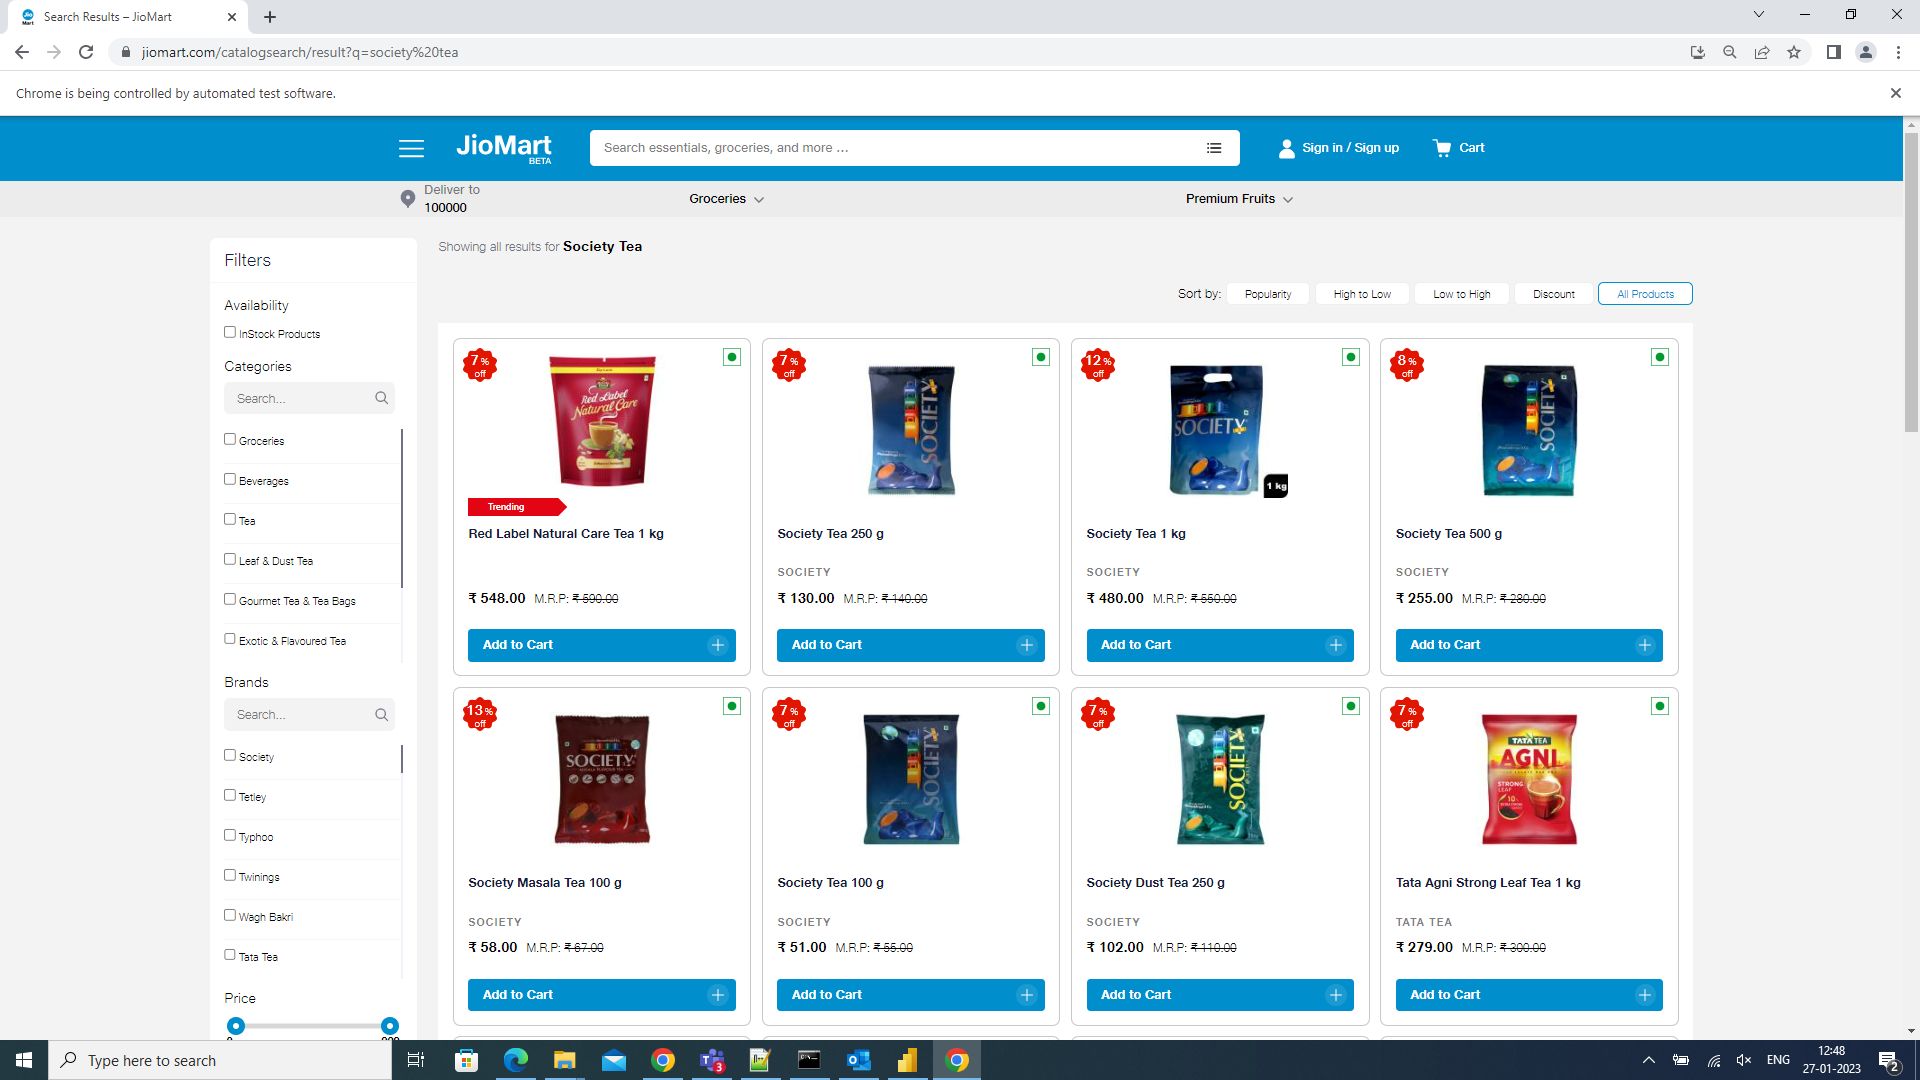 Search Results – JioMart
jiomart.com/catalogsearch/result?q=society%20tea
Chrome is being controlled by automated test software.
JioMart
BETA
Search essentials, groceries, and more ...
Sign in / Sign up
Cart
Deliver to
100000
Groceries
Premium Fruits
Filters
Availability
InStock Products
Categories
Search...
Groceries
Beverages
Tea
Leaf & Dust Tea
Gourmet Tea & Tea Bags
Exotic & Flavoured Tea
Brands
Search...
Society
Tetley
Typhoo
Twinings
Wagh Bakri
Tata Tea
Price
Showing all results for Society Tea
Sort by: Popularity High to Low Low to High Discount All Products
7% off
Red Label
Natural Care
Trending
Red Label Natural Care Tea 1 kg
₹ 548.00 M.R.P: ₹ 590.00
Add to Cart
7% off
SOCIETY
Society Tea 250 g
SOCIETY
₹ 130.00 M.R.P: ₹ 140.00
Add to Cart
12% off
SOCIETY
1 kg
Society Tea 1 kg
SOCIETY
₹ 480.00 M.R.P: ₹ 550.00
Add to Cart
8% off
SOCIETY
Society Tea 500 g
SOCIETY
₹ 255.00 M.R.P: ₹ 280.00
Add to Cart
13% off
SOCIETY
Society Masala Tea 100 g
SOCIETY
₹ 58.00 M.R.P: ₹ 67.00
Add to Cart
7% off
SOCIETY
Society Tea 100 g
SOCIETY
₹ 51.00 M.R.P: ₹ 55.00
Add to Cart
7% off
SOCIETY
Society Dust Tea 250 g
SOCIETY
₹ 102.00 M.R.P: ₹ 110.00
Add to Cart
7% off
TATA TEA
AGNI
STRONG
LEAF
Tata Agni Strong Leaf Tea 1 kg
TATA TEA
₹ 279.00 M.R.P: ₹ 300.00
Add to Cart
Type here to search
3
ENG
12:48
27-01-2023
2